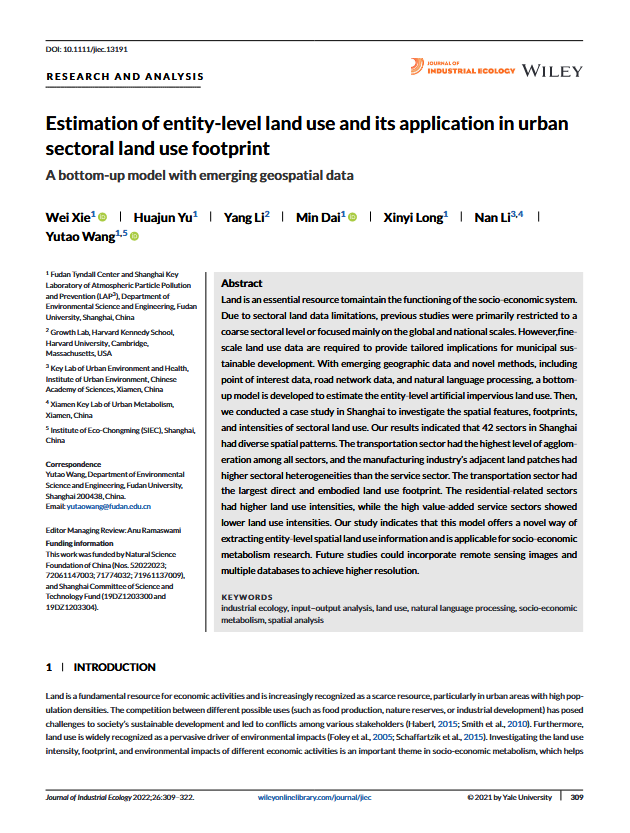 DOI: 10.1111/jiec.13191
RESEARCH AND ANALYSIS
JOURNAL OF
INDUSTRIAL ECOLOGY WILEY
Estimation of entity-level land use and its application in urban
sectoral land use footprint
A bottom-up model with emerging geospatial data
Wei Xie1 | Huajun Yu1 | Yang Li2 | Min Dai1 | Xinyi Long1 | Nan Li3,4 |
Yutao Wang1,5
1 Fudan Tyndall Center and Shanghai Key
Laboratory of Atmospheric Particle Pollution
and Prevention (LAP3), Department of
Environmental Science and Engineering, Fudan
University, Shanghai, China
2 Growth Lab, Harvard Kennedy School,
Harvard University, Cambridge,
Massachusetts, USA
3 Key Lab of Urban Environment and Health,
Institute of Urban Environment, Chinese
Academy of Sciences, Xiamen, China
4 Xiamen Key Lab of Urban Metabolism,
Xiamen, China
5 Institute of Eco-Chongming (SIEC), Shanghai,
China
Correspondence
Yutao Wang, Department of Environmental
Science and Engineering, Fudan University,
Shanghai 200438, China.
Email: yutaowang@fudan.edu.cn
Editor Managing Review: Anu Ramaswami
Funding information
This work was funded by Natural Science
Foundation of China (Nos. 52022023;
72061147003; 71774032; 71961137009),
and Shanghai Committee of Science and
Technology Fund (19DZ1203300 and
19DZ1203304).
Abstract
Land is an essential resource tomaintain the functioning of the socio-economic system.
Due to sectoral land data limitations, previous studies were primarily restricted to a
coarse sectoral level or focused mainly on the global and national scales. However,fine-
scale land use data are required to provide tailored implications for municipal sus-
tainable development. With emerging geographic data and novel methods, including
point of interest data, road network data, and natural language processing, a bottom-
up model is developed to estimate the entity-level artificial impervious land use. Then,
we conducted a case study in Shanghai to investigate the spatial features, footprints,
and intensities of sectoral land use. Our results indicated that 42 sectors in Shanghai
had diverse spatial patterns. The transportation sector had the highest level of agglom-
eration among all sectors, and the manufacturing industry's adjacent land patches had
higher sectoral heterogeneities than the service sector. The transportation sector had
the largest direct and embodied land use footprint. The residential-related sectors
had higher land use intensities, while the high value-added service sectors showed
lower land use intensities. Our study indicates that this model offers a novel way of
extracting entity-level spatial land use information and is applicable for socio-economic
metabolism research. Future studies could incorporate remote sensing images and
multiple databases to achieve higher resolution.
KEYWORDS
industrial ecology, input–output analysis, land use, natural language processing, socio-economic
metabolism, spatial analysis
1 | INTRODUCTION
Land is a fundamental resource for economic activities and is increasingly recognized as a scarce resource, particularly in urban areas with high pop-
ulation densities. The competition between different possible uses (such as food production, nature reserves, or industrial development) has posed
challenges to society's sustainable development and led to conflicts among various stakeholders (Haberl, 2015; Smith et al., 2010). Furthermore,
land use is widely recognized as a pervasive driver of environmental impacts (Foley et al., 2005; Schaffartzik et al., 2015). Investigating the land use
intensity, footprint, and environmental impacts of different economic activities is an important theme in socio-economic metabolism, which helps
Journal of Industrial Ecology 2022;26:309–322. wileyonlinelibrary.com/journal/jiec © 2021 by Yale University | 309